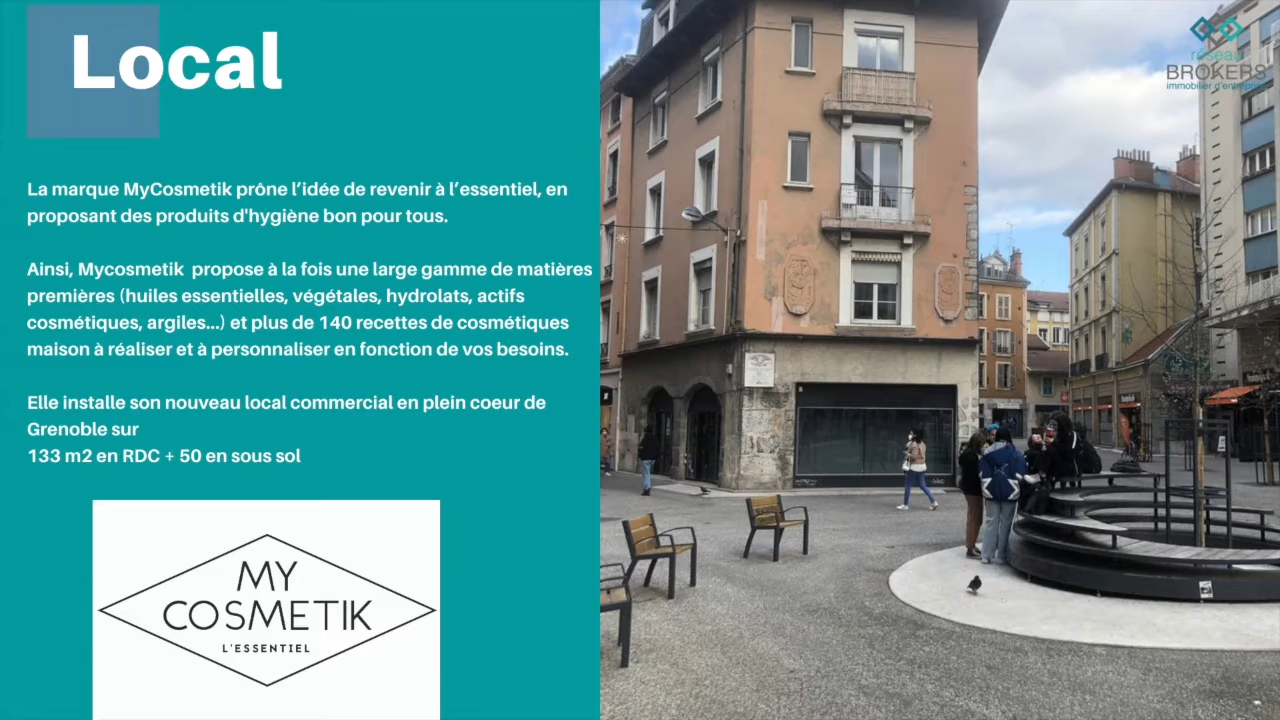 Local
La marque MyCosmetik prône l’idée de revenir à l’essentiel, en
proposant des produits d'hygiène bon pour tous.
Ainsi, Mycosmetik propose à la fois une large gamme de matières
premières (huiles essentielles, végétales, hydrolats, actifs
cosmétiques, argiles...) et plus de 140 recettes de cosmétiques
maison à réaliser et à personnaliser en fonction de vos besoins.
Elle installe son nouveau local commercial en plein coeur de
Grenoble sur
133 m2 en RDC + 50 en sous sol
MY
COSMETIK
L'ESSENTIEL
réseau
BROKERS
immobilier d'entreprise